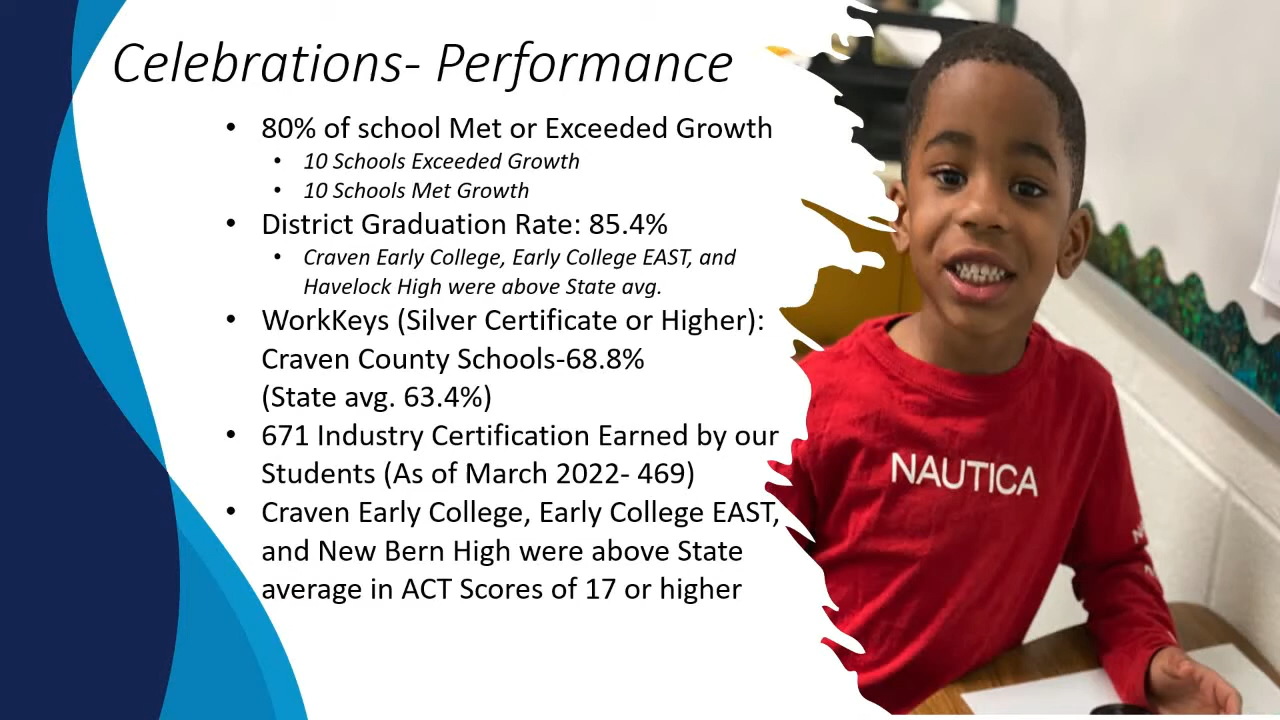 Celebrations- Performance
• 80% of school Met or Exceeded Growth
• 10 Schools Exceeded Growth
• 10 Schools Met Growth
• District Graduation Rate: 85.4%
• Craven Early College, Early College EAST, and
Havelock High were above State avg.
• WorkKeys (Silver Certificate or Higher):
Craven County Schools-68.8%
(State avg. 63.4%)
• 671 Industry Certification Earned by our
Students (As of March 2022- 469)
• Craven Early College, Early College EAST,
and New Bern High were above State
average in ACT Scores of 17 or higher
NAUTICA